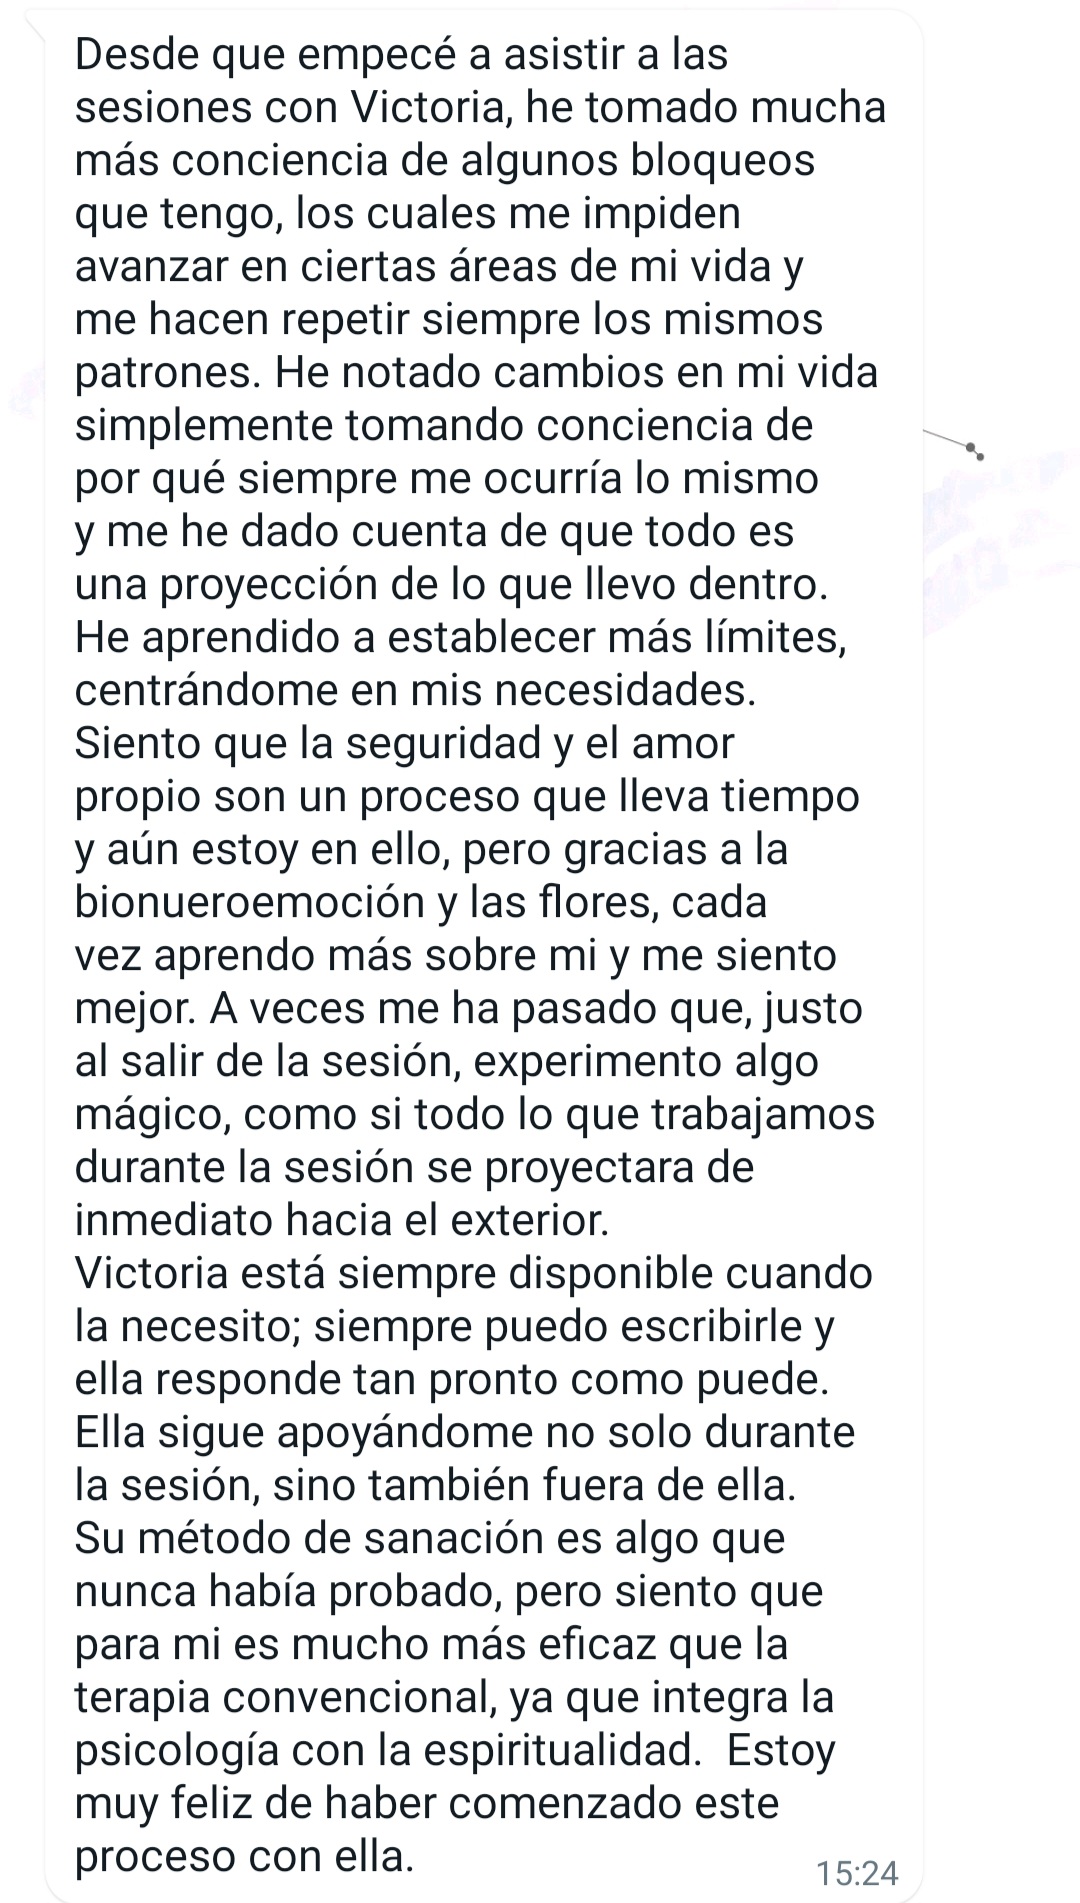 Desde que empecé a asistir a las
sesiones con Victoria, he tomado mucha
más conciencia de algunos bloqueos
que tengo, los cuales me impiden
avanzar en ciertas áreas de mi vida y
me hacen repetir siempre los mismos
patrones. He notado cambios en mi vida
simplemente tomando conciencia de
por qué siempre me ocurría lo mismo
y me he dado cuenta de que todo es
una proyección de lo que llevo dentro.
He aprendido a establecer más límites,
centrándome en mis necesidades.
Siento que la seguridad y el amor
propio son un proceso que lleva tiempo
y aún estoy en ello, pero gracias a la
bionueroemoción y las flores, cada
vez aprendo más sobre mi y me siento
mejor. A veces me ha pasado que, justo
al salir de la sesión, experimento algo
mágico, como si todo lo que trabajamos
durante la sesión se proyectara de
inmediato hacia el exterior.
Victoria está siempre disponible cuando
la necesito; siempre puedo escribirle y
ella responde tan pronto como puede.
Ella sigue apoyándome no solo durante
la sesión, sino también fuera de ella.
Su método de sanación es algo que
nunca había probado, pero siento que
para mi es mucho más eficaz que la
terapia convencional, ya que integra la
psicología con la espiritualidad.  Estoy
muy feliz de haber comenzado este
proceso con ella.
15:24